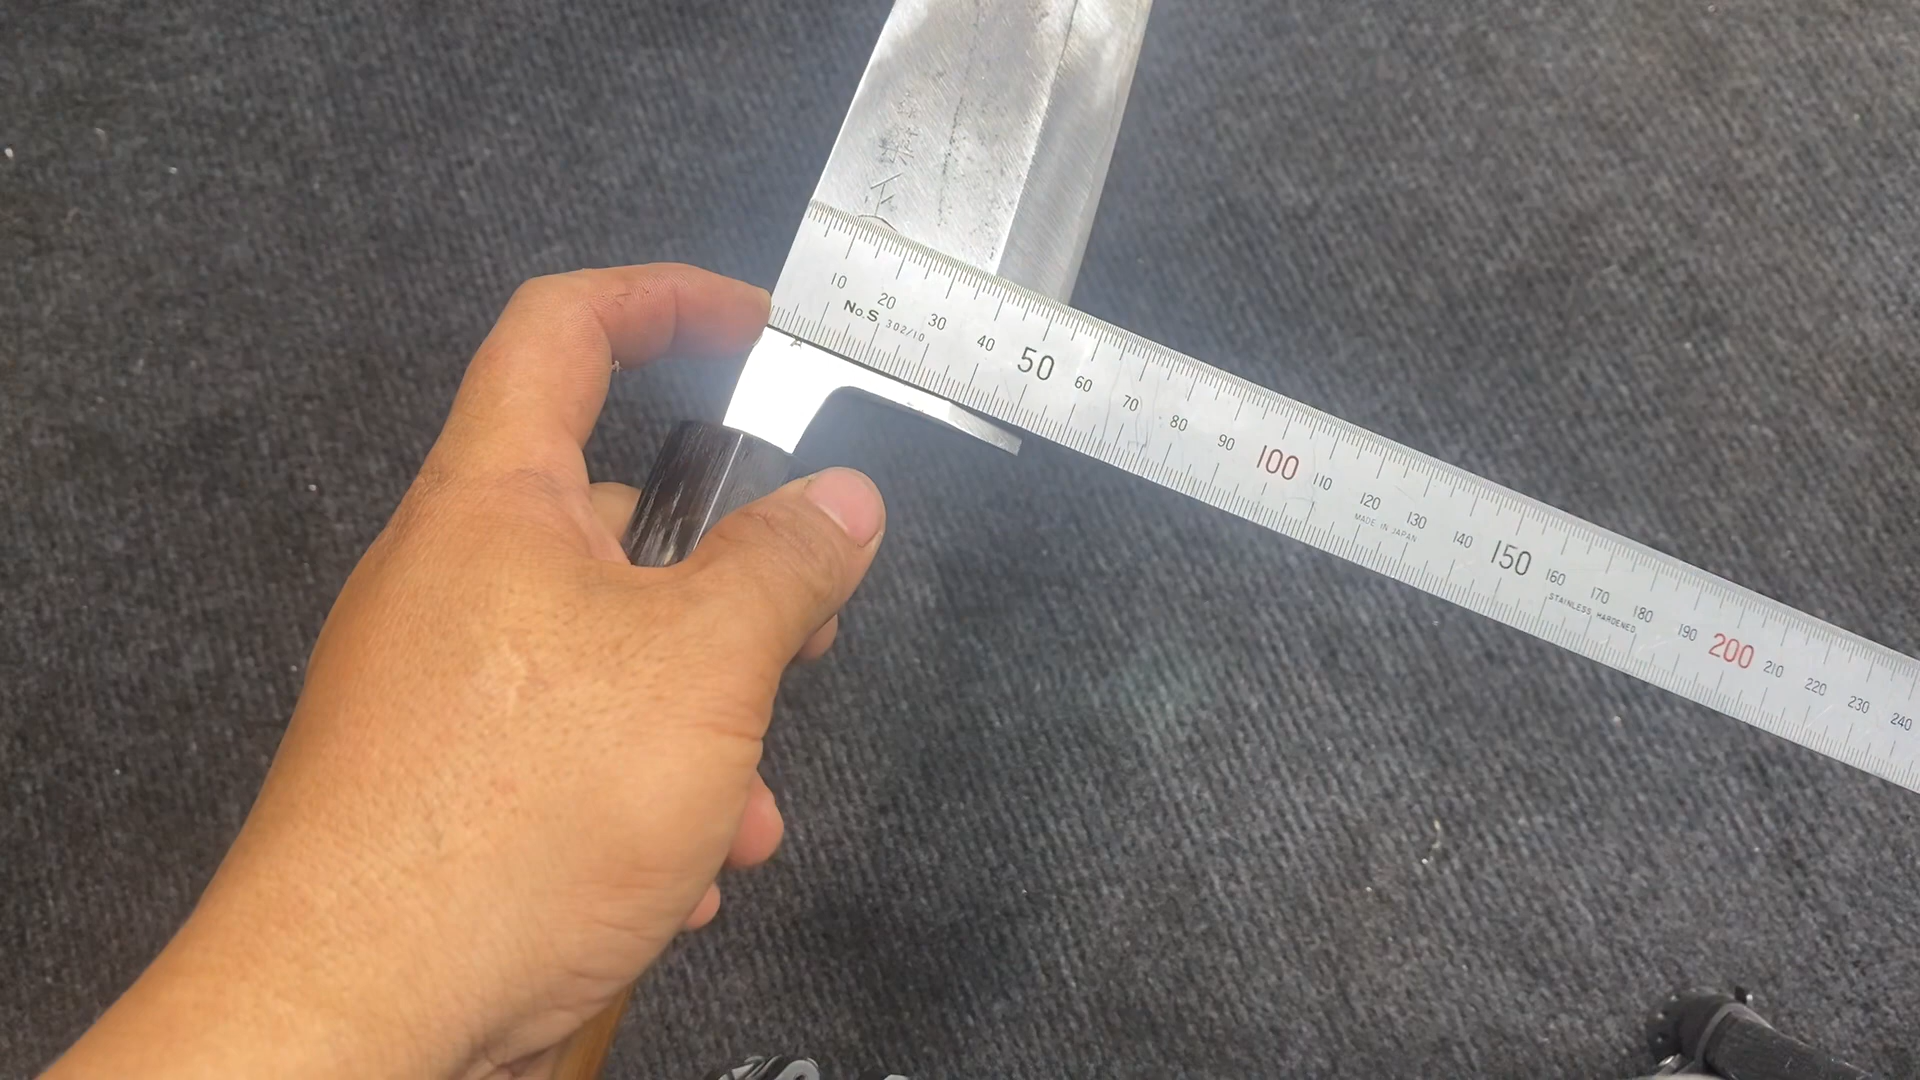 10 20 30 40 50 60 70 80 90 100 110 120 130 140 150 160 170 180 190 200 210 220 230 240
No.S 302/10
MADE IN JAPAN
STAINLESS HARDENED